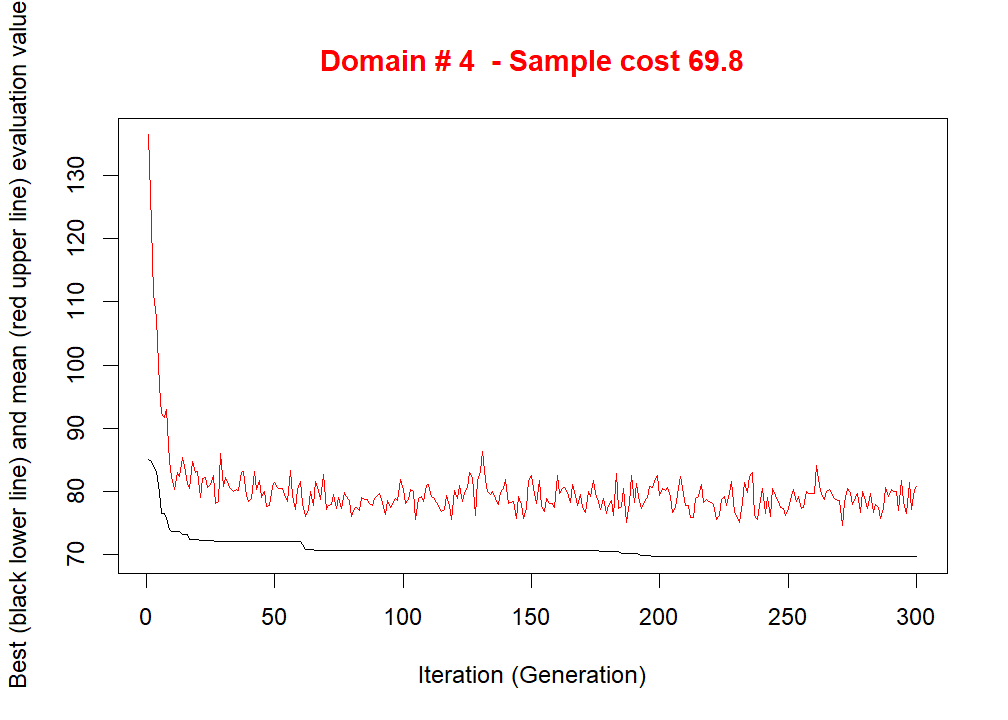 Domain # 4  - Sample cost 69.8
Best (black lower line) and mean (red upper line) evaluation value
130
120
110
100
90
80
70
0 50 100 150 200 250 300
Iteration (Generation)